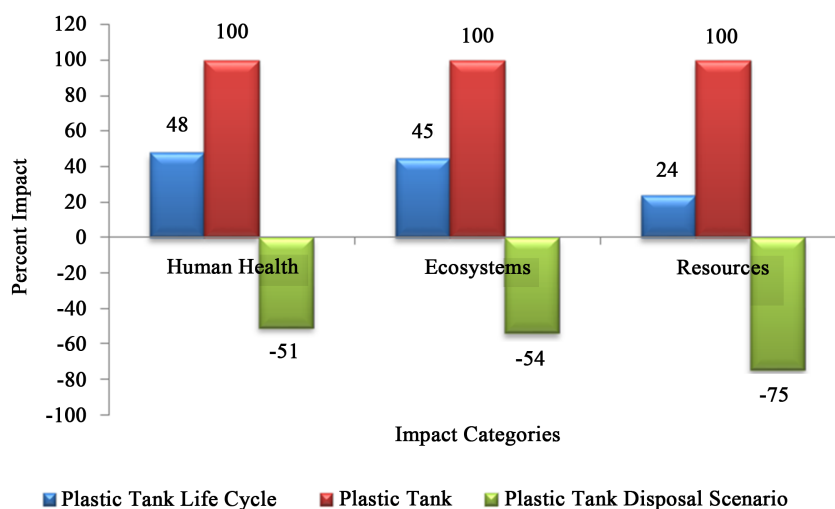 120
100
80
60
40
20
0
-20
-40
-60
-80
-100
Percent Impact
48
100
-51
45
100
-54
24
100
-75
Human Health
Ecosystems
Resources
Impact Categories
Plastic Tank Life Cycle
Plastic Tank
Plastic Tank Disposal Scenario